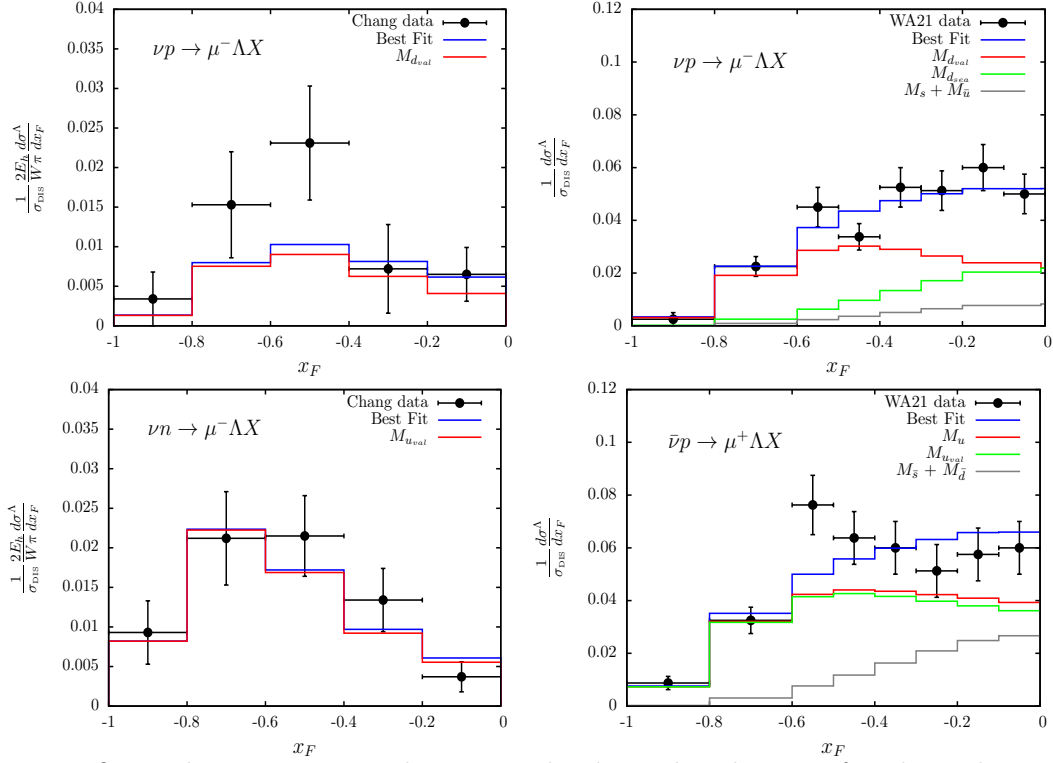 0.04
0.03
0.02
0.01
0.005
0
0.015
0.025
-1
-0.8
-0.6
-0.4
-0.2
0
νp → μ⁻ΛX
Chang data
Best Fit
M_{d_{val}}
1/σ_DIS 2E_h/Wπ dσ^Λ/dx_F
x_F
0.12
0.1
0.08
0.06
0.04
0.02
0
-1
-0.8
-0.6
-0.4
-0.2
0
νp → μ⁻ΛX
WA21 data
Best Fit
M_{d_{val}}
M_{d_{sea}}
M_s + M_ū
1/σ_DIS dσ^Λ/dx_F
x_F
0.04
0.035
0.03
0.025
0.02
0.015
0.01
0.005
0
-1
-0.8
-0.6
-0.4
-0.2
0
νn → μ⁻ΛX
Chang data
Best Fit
M_{u_{val}}
1/σ_DIS 2E_h/Wπ dσ^Λ/dx_F
x_F
0.12
0.1
0.08
0.06
0.04
0.02
0
-1
-0.8
-0.6
-0.4
-0.2
0
ν̄p → μ⁺ΛX
WA21 data
Best Fit
M_u
M_{u_{val}}
M_s̄ + M_d̄
1/σ_DIS dσ^Λ/dx_F
x_F